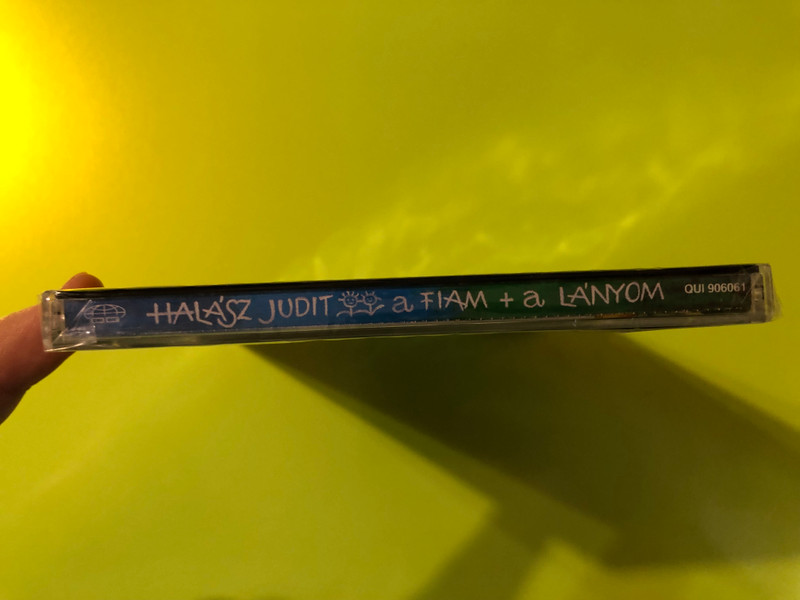 HALÁSZ JUDIT a FIAM + a LÁNYOM QUI 906061